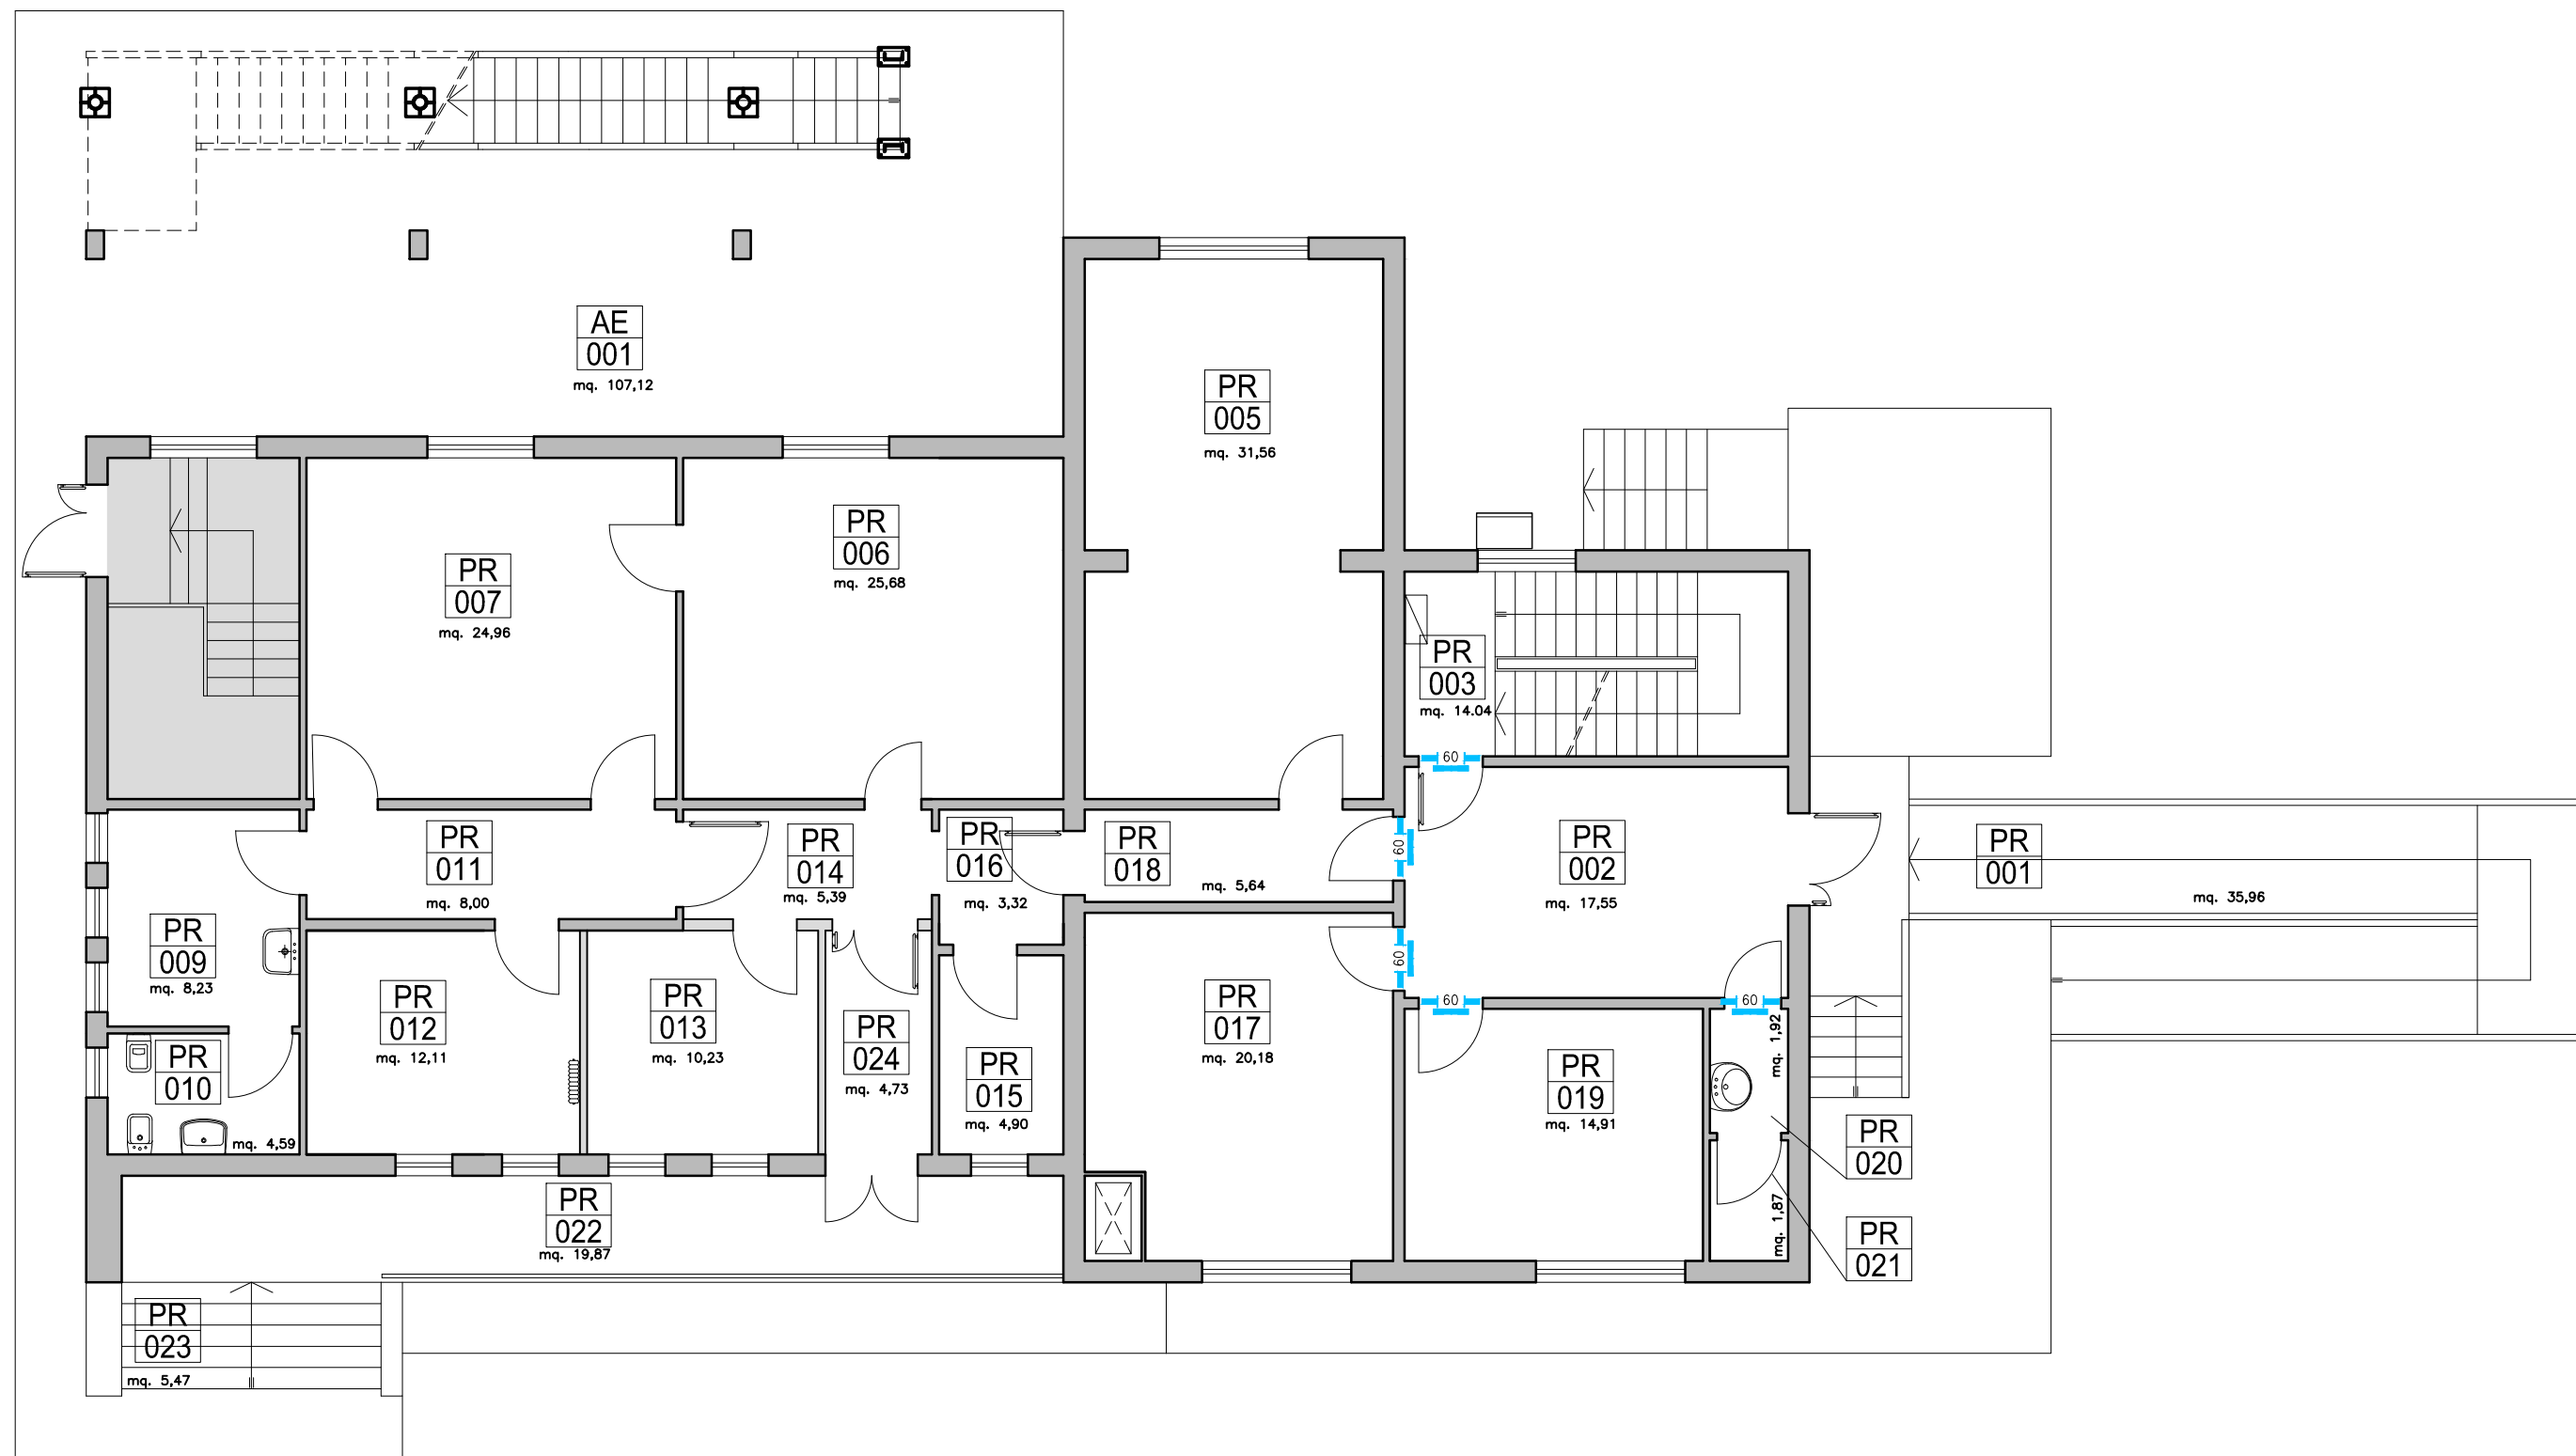 AE
001
mq. 107,12
PR
005
mq. 31,56
PR
006
mq. 25,68
PR
007
mq. 24,96
PR
003
mq. 14.04
60
PR
011
mq. 8,00
PR
014
mq. 5,39
PR
016
mq. 3,32
PR
018
mq. 5,64
60
PR
002
mq. 17,55
PR
001
mq. 35,96
PR
009
mq. 8,23
60
60
60
PR
012
mq. 12,11
PR
013
mq. 10,23
PR
024
mq. 4,73
PR
015
mq. 4,90
PR
017
mq. 20,18
PR
019
mq. 14,91
mq. 1,92
PR
010
mq. 4,59
PR
020
mq. 1,87
PR
021
PR
022
mq. 19,87
PR
023
mq. 5,47